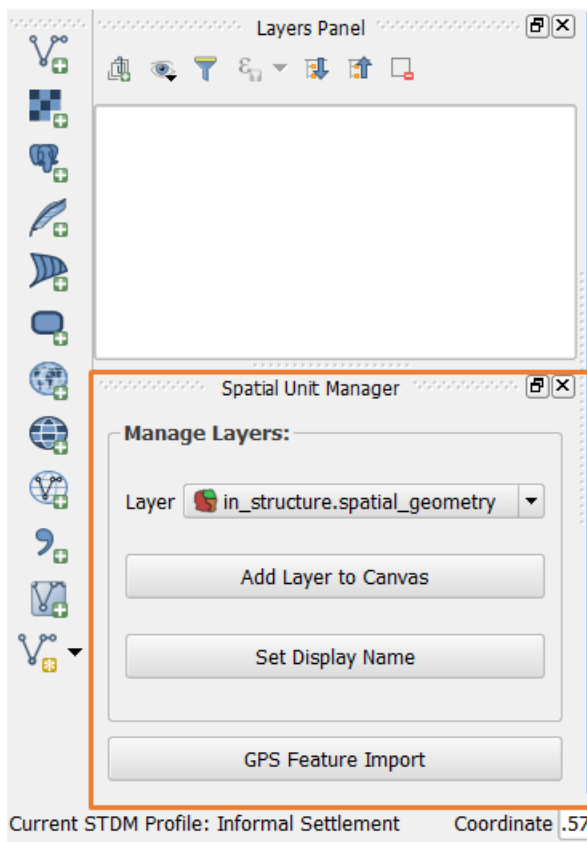 Layers Panel
Spatial Unit Manager
Manage Layers:
Layer in_structure.spatial_geometry
Add Layer to Canvas
Set Display Name
GPS Feature Import
Current STDM Profile: Informal Settlement Coordinate .57